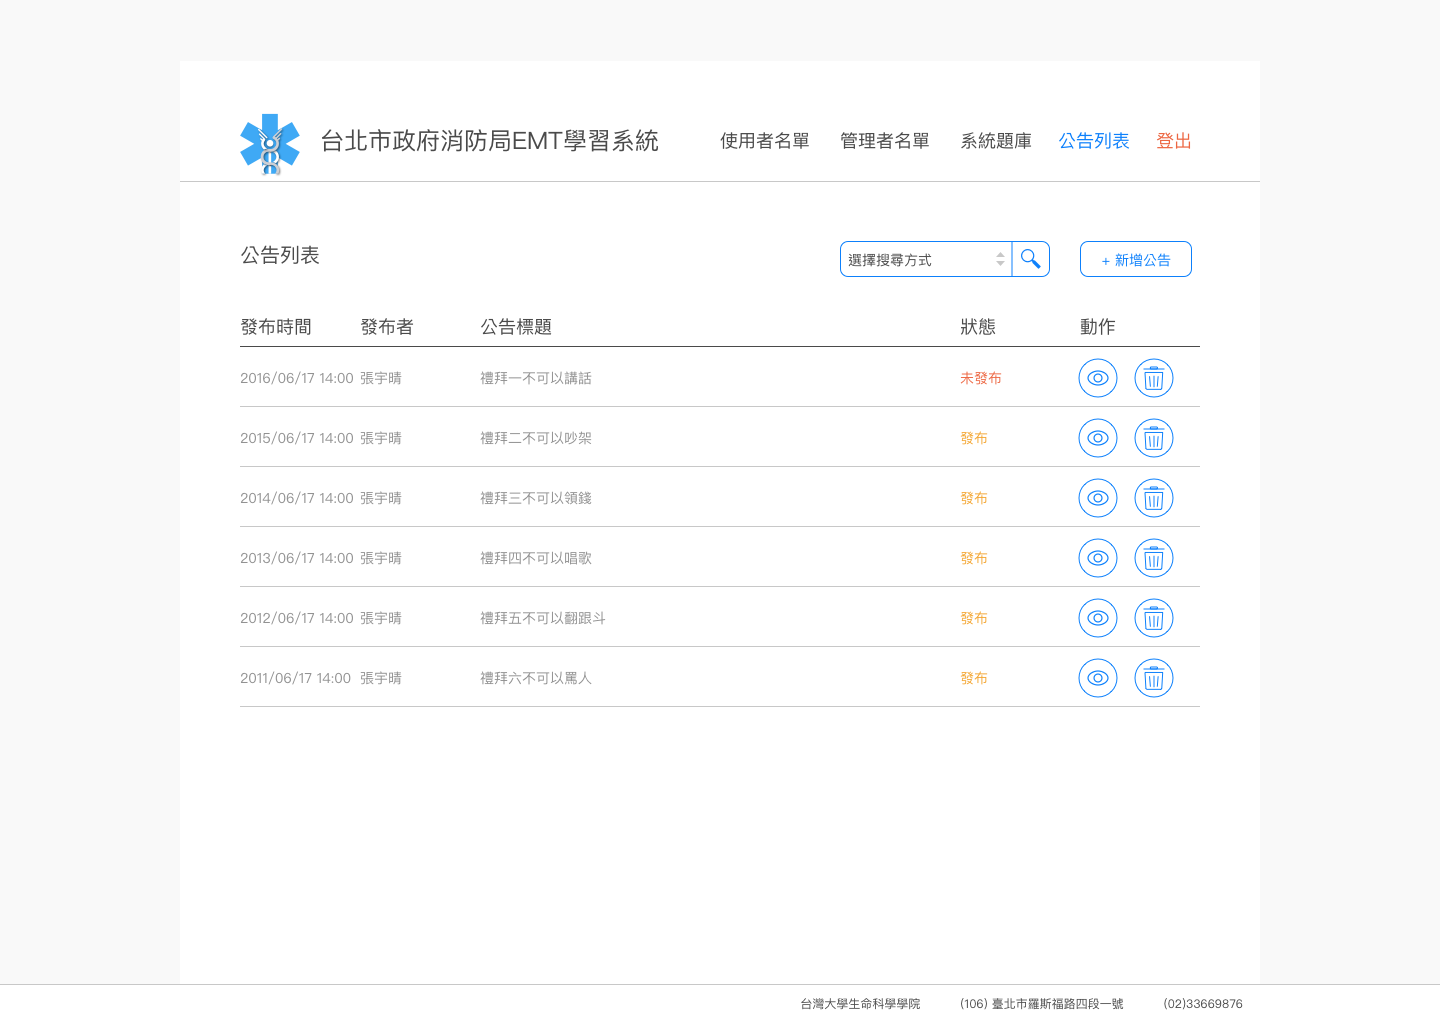 台北市政府消防局EMT學習系統 使用者名單 管理者名單 系統題庫 公告列表 登出
公告列表 選擇搜尋方式 + 新增公告
發布時間 發布者 公告標題 狀態 動作
2016/06/17 14:00 張宇晴 禮拜一不可以講話 未發布
2015/06/17 14:00 張宇晴 禮拜二不可以吵架 發布
2014/06/17 14:00 張宇晴 禮拜三不可以領錢 發布
2013/06/17 14:00 張宇晴 禮拜四不可以唱歌 發布
2012/06/17 14:00 張宇晴 禮拜五不可以翻跟斗 發布
2011/06/17 14:00 張宇晴 禮拜六不可以罵人 發布
台灣大學生命科學學院 (106) 臺北市羅斯福路四段一號 (02)33669876